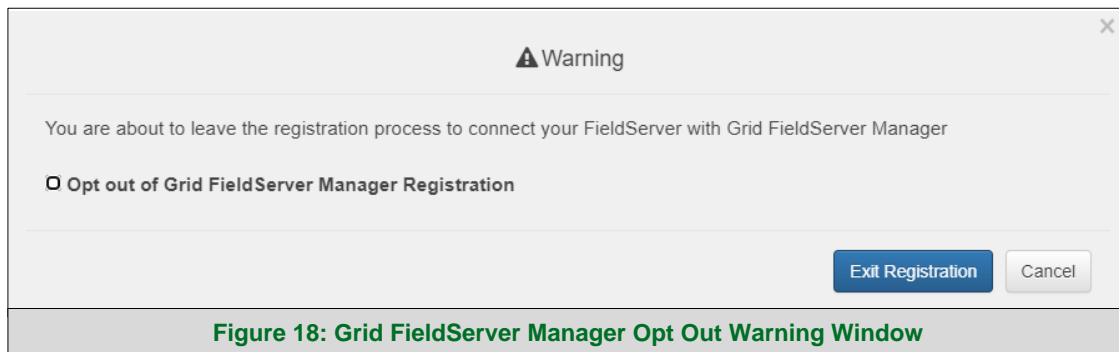 ×
Warning
You are about to leave the registration process to connect your FieldServer with Grid FieldServer Manager
Opt out of Grid FieldServer Manager Registration
Exit Registration Cancel
Figure 18: Grid FieldServer Manager Opt Out Warning Window